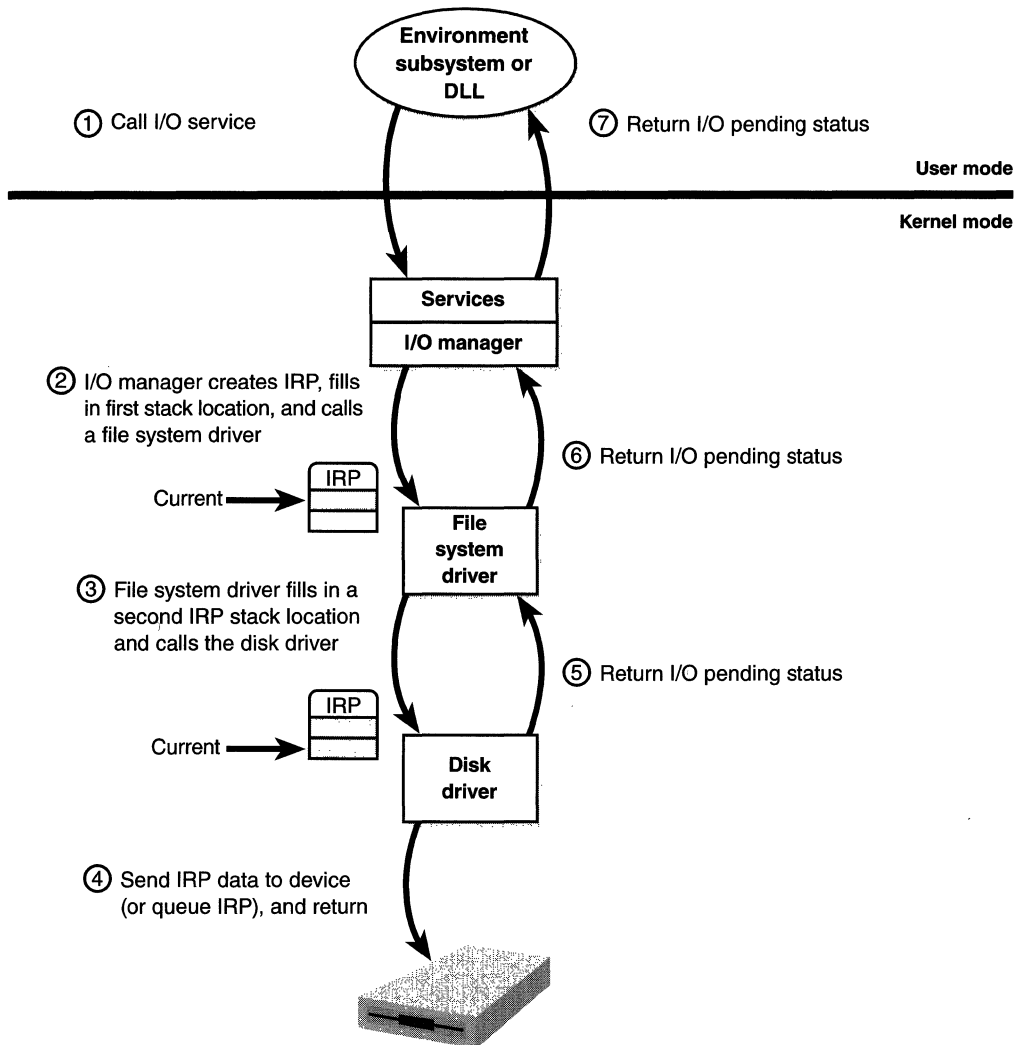 Environment
subsystem or
DLL
① Call I/O service
⑦ Return I/O pending status
User mode
Kernel mode
Services
I/O manager
② I/O manager creates IRP, fills
in first stack location, and calls
a file system driver
⑥ Return I/O pending status
IRP
Current
File
system
driver
③ File system driver fills in a
second IRP stack location
and calls the disk driver
⑤ Return I/O pending status
IRP
Current
Disk
driver
④ Send IRP data to device
(or queue IRP), and return